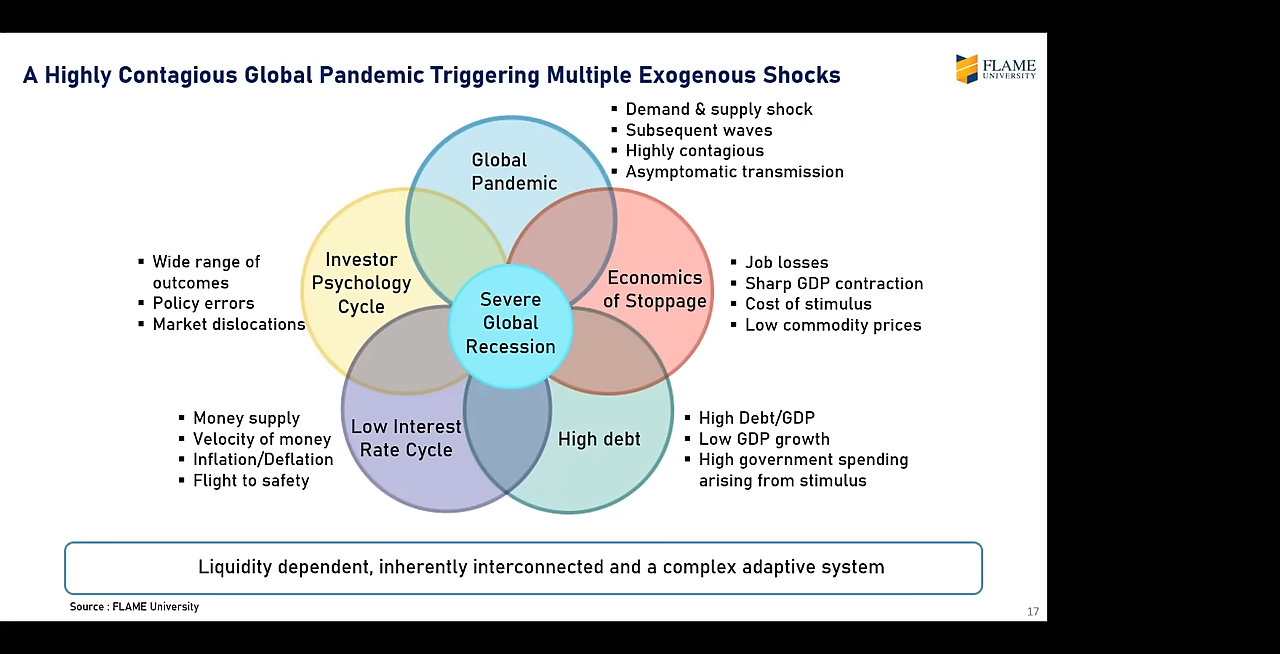 A Highly Contagious Global Pandemic Triggering Multiple Exogenous Shocks
FLAME
UNIVERSITY
▪ Demand & supply shock
▪ Subsequent waves
▪ Highly contagious
▪ Asymptomatic transmission
Global
Pandemic
▪ Wide range of
outcomes
▪ Policy errors
▪ Market dislocations
Investor
Psychology
Cycle
Severe
Global
Recession
Economics
of Stoppage
▪ Job losses
▪ Sharp GDP contraction
▪ Cost of stimulus
▪ Low commodity prices
▪ Money supply
▪ Velocity of money
▪ Inflation/Deflation
▪ Flight to safety
Low Interest
Rate Cycle
High debt
▪ High Debt/GDP
▪ Low GDP growth
▪ High government spending
arising from stimulus
Liquidity dependent, inherently interconnected and a complex adaptive system
Source : FLAME University
17